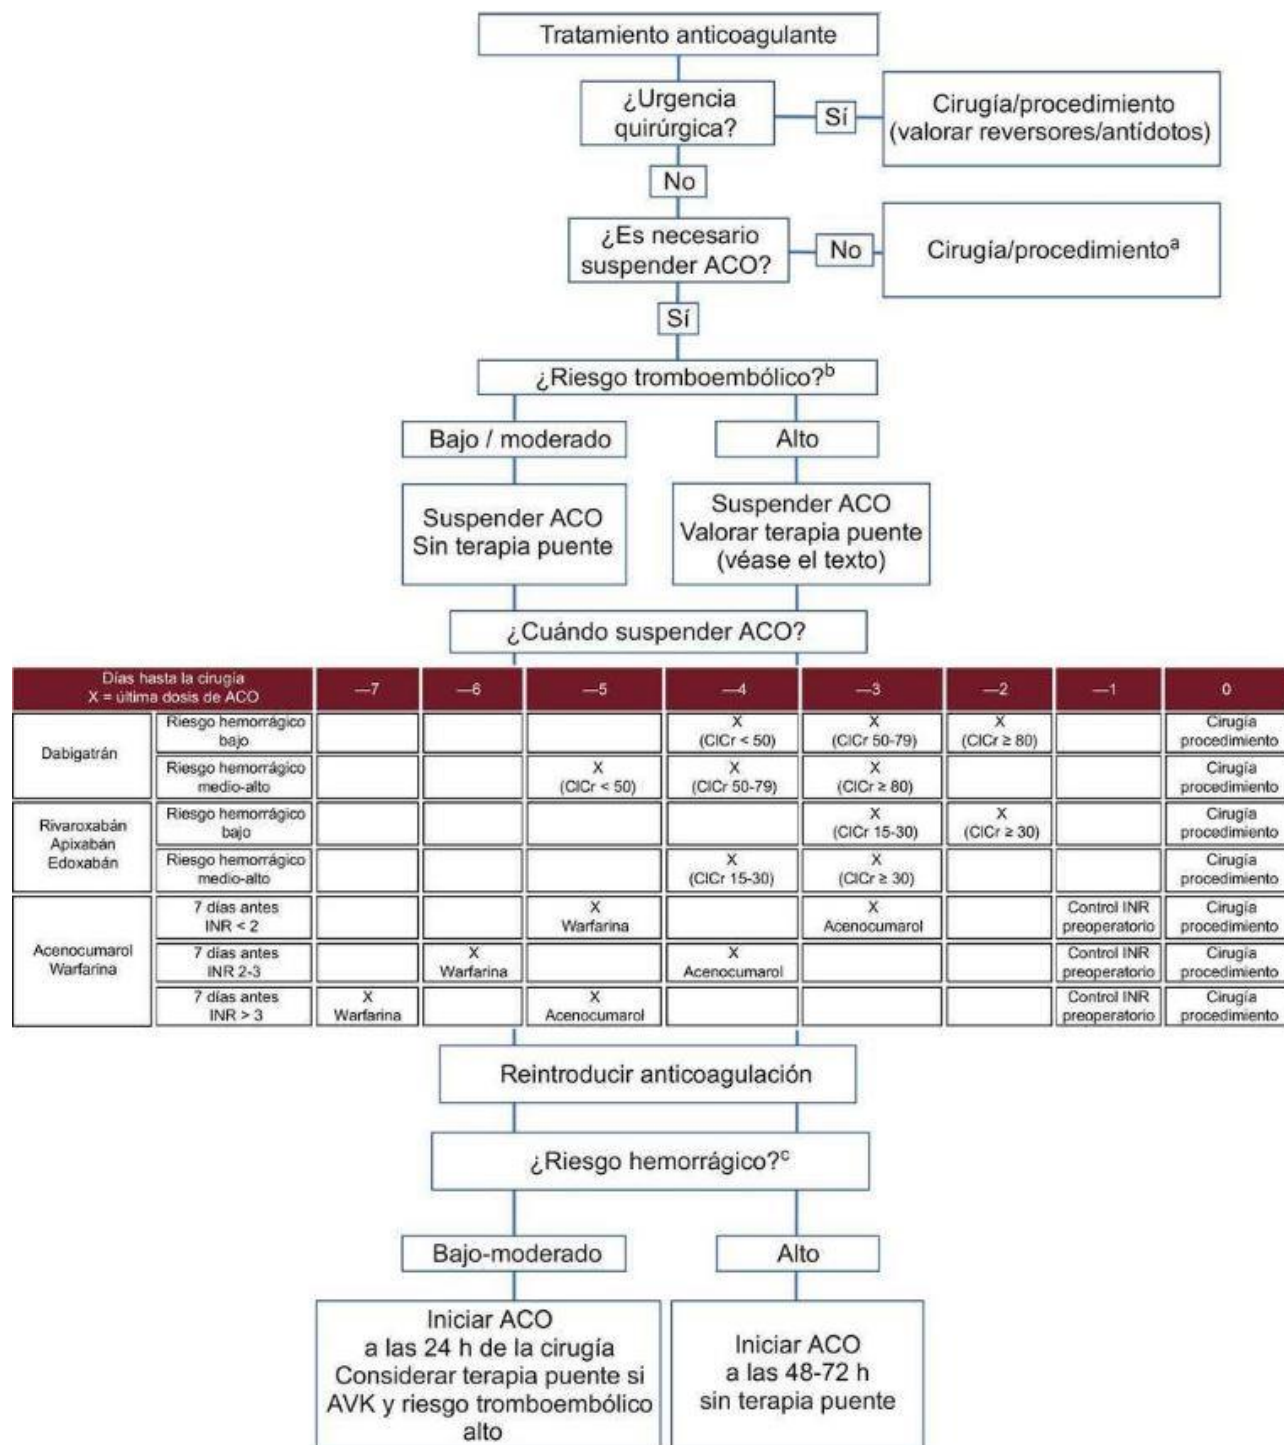 Tratamiento anticoagulante
¿Urgencia
quirúrgica?
Sí
Cirugía/procedimiento
(valorar reversores/antídotos)
No
¿Es necesario
suspender ACO?
No
Cirugía/procedimientoᵃ
Sí
¿Riesgo tromboembólico?ᵇ
Bajo / moderado
Alto
Suspender ACO
Sin terapia puente
Suspender ACO
Valorar terapia puente
(véase el texto)
¿Cuándo suspender ACO?
Días hasta la cirugía
X = última dosis de ACO
—7
—6
—5
—4
—3
—2
—1
0
Dabigatrán
Riesgo hemorrágico
bajo
X
(ClCr < 50)
X
(ClCr 50-79)
X
(ClCr ≥ 80)
Cirugía
procedimiento
Riesgo hemorrágico
medio-alto
X
(ClCr < 50)
X
(ClCr 50-79)
X
(ClCr ≥ 80)
Cirugía
procedimiento
Rivaroxabán
Apixabán
Edoxabán
Riesgo hemorrágico
bajo
X
(ClCr 15-30)
X
(ClCr ≥ 30)
Cirugía
procedimiento
Riesgo hemorrágico
medio-alto
X
(ClCr 15-30)
X
(ClCr ≥ 30)
Cirugía
procedimiento
Acenocumarol
Warfarina
7 días antes
INR < 2
X
Warfarina
X
Acenocumarol
Control INR
preoperatorio
Cirugía
procedimiento
7 días antes
INR 2-3
X
Warfarina
X
Acenocumarol
Control INR
preoperatorio
Cirugía
procedimiento
7 días antes
INR > 3
X
Warfarina
X
Acenocumarol
Control INR
preoperatorio
Cirugía
procedimiento
Reintroducir anticoagulación
¿Riesgo hemorrágico?ᶜ
Bajo-moderado
Alto
Iniciar ACO
a las 24 h de la cirugía
Considerar terapia puente si
AVK y riesgo tromboembólico
alto
Iniciar ACO
a las 48-72 h
sin terapia puente